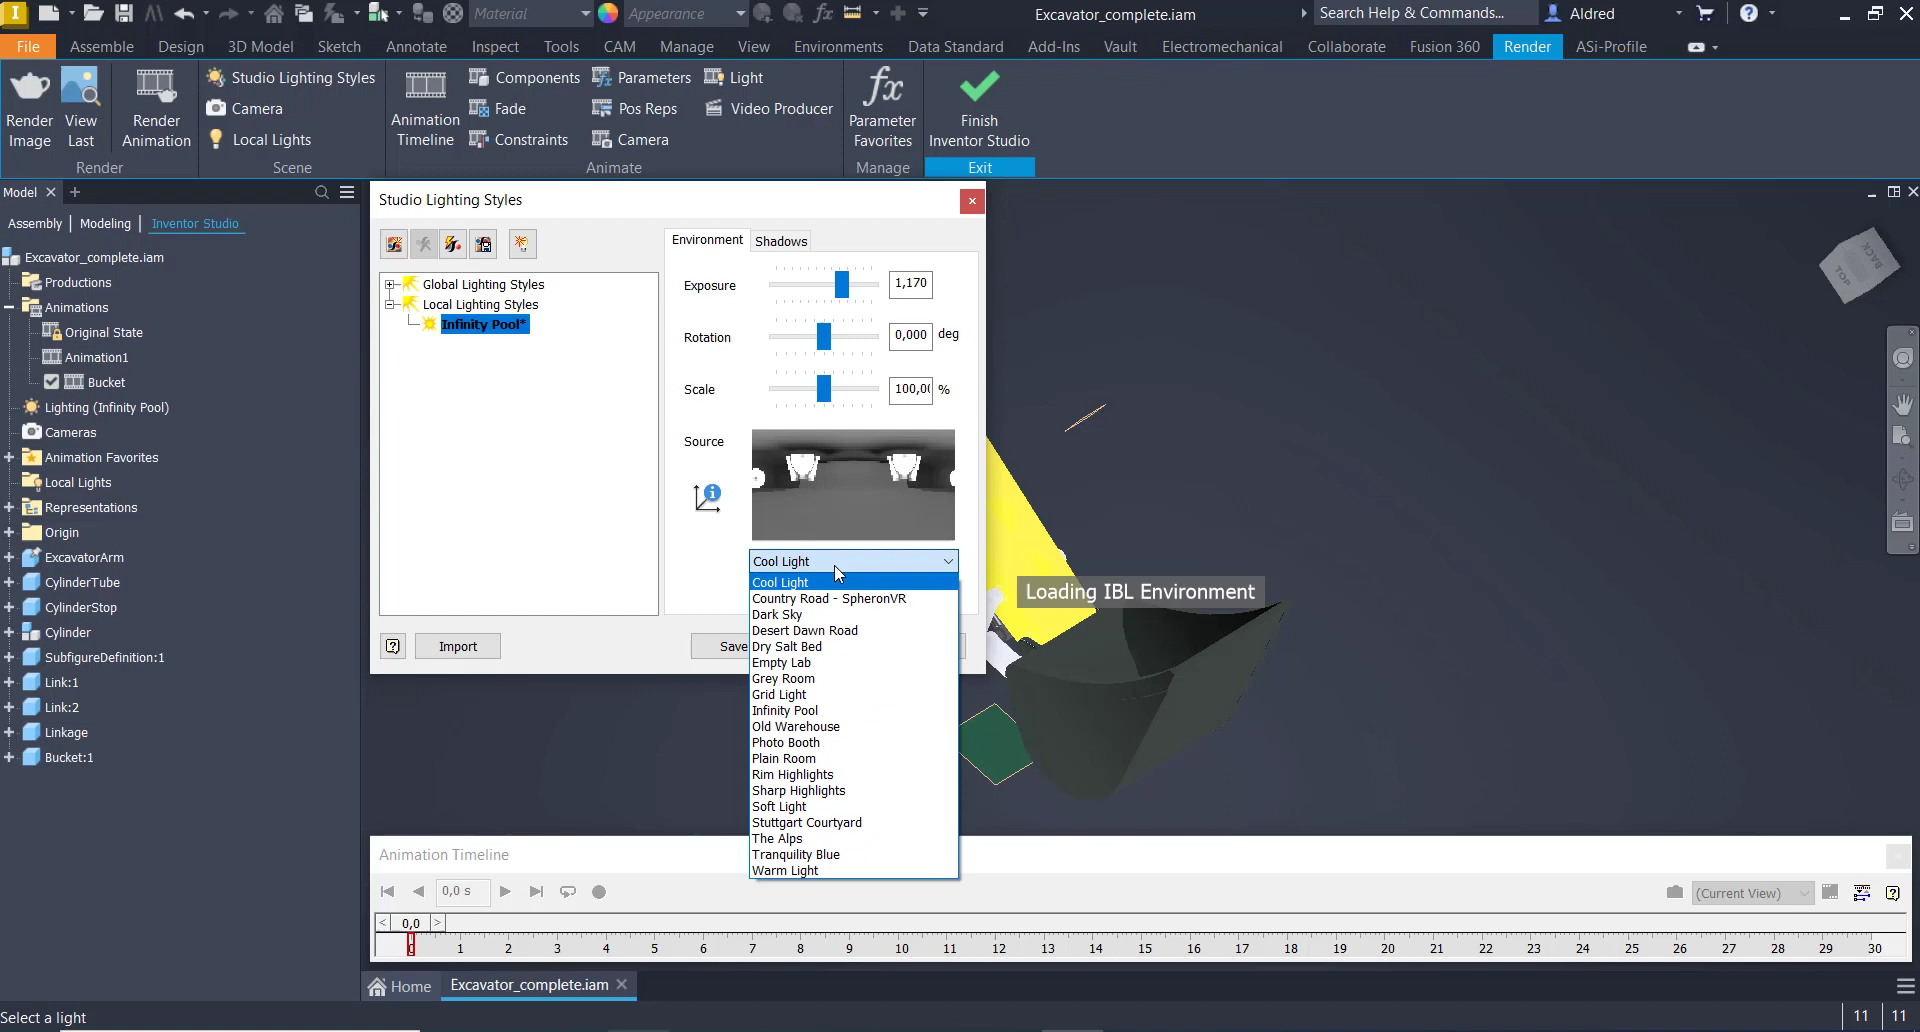 I
Material
Appearance
fx
Excavator_complete.iam
Search Help & Commands...
Aldred
File
Assemble
Design
3D Model
Sketch
Annotate
Inspect
Tools
CAM
Manage
View
Environments
Data Standard
Add-Ins
Vault
Electromechanical
Collaborate
Fusion 360
Render
ASi-Profile
Render
Image
View
Last
Render
Animation
Studio Lighting Styles
Camera
Local Lights
Animation
Timeline
Components
Fade
Constraints
Parameters
Pos Reps
Camera
Light
Video Producer
fx
Parameter
Favorites
Finish
Inventor Studio
Render
Scene
Animate
Manage
Exit
Model
Assembly
Modeling
Inventor Studio
Excavator_complete.iam
Productions
Animations
Original State
Animation1
Bucket
Lighting (Infinity Pool)
Cameras
Animation Favorites
Local Lights
Representations
Origin
ExcavatorArm
CylinderTube
CylinderStop
Cylinder
SubfigureDefinition:1
Link:1
Link:2
Linkage
Bucket:1
Studio Lighting Styles
Environment
Shadows
Global Lighting Styles
Local Lighting Styles
Infinity Pool*
Exposure
1,170
Rotation
0,000
deg
Scale
100,0(
%
Source
Cool Light
Cool Light
Country Road - SpheronVR
Dark Sky
Desert Dawn Road
Dry Salt Bed
Empty Lab
Grey Room
Grid Light
Infinity Pool
Old Warehouse
Photo Booth
Plain Room
Rim Highlights
Sharp Highlights
Soft Light
Stuttgart Courtyard
The Alps
Tranquility Blue
Warm Light
Import
Save
BACK
TOP
Loading IBL Environment
Animation Timeline
0,0 s
(Current View)
< 0,0 >
0 1 2 3 4 5 6 7 8 9 10 11 12 13 14 15 16 17 18 19 20 21 22 23 24 25 26 27 28 29 30
Home
Excavator_complete.iam
Select a light
11
11